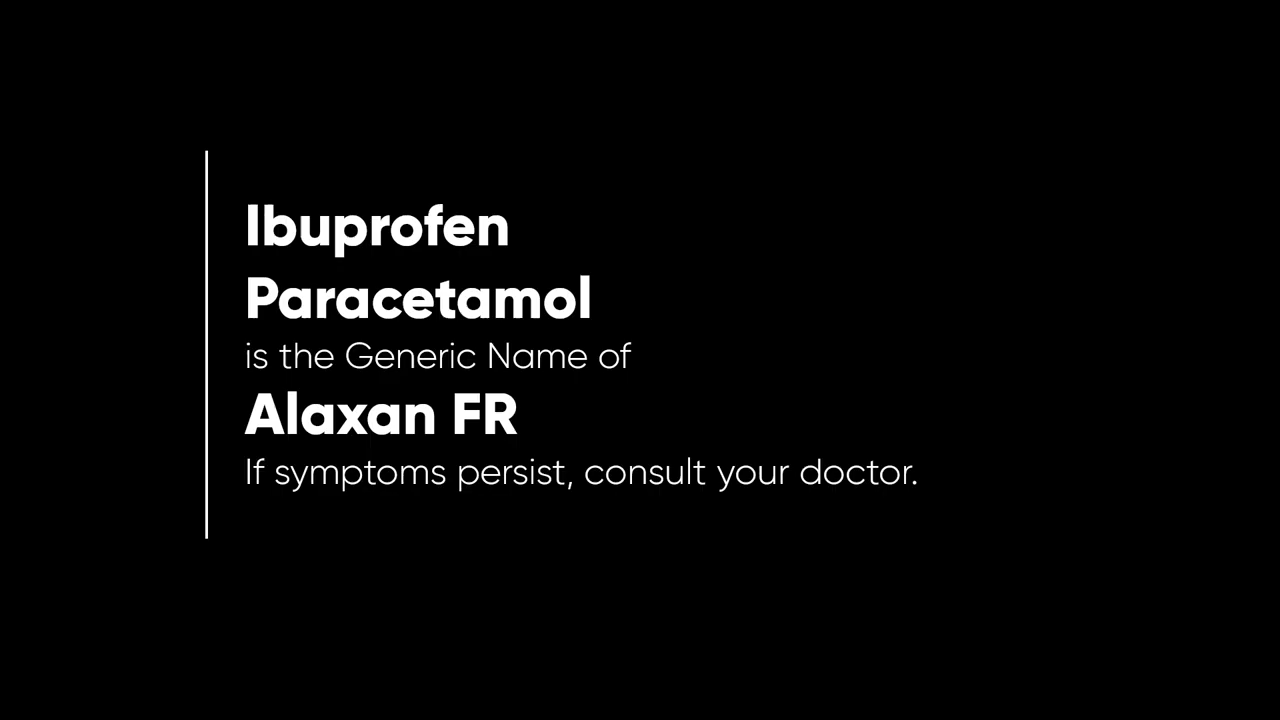 Ibuprofen
Paracetamol
is the Generic Name of
Alaxan FR
If symptoms persist, consult your doctor.